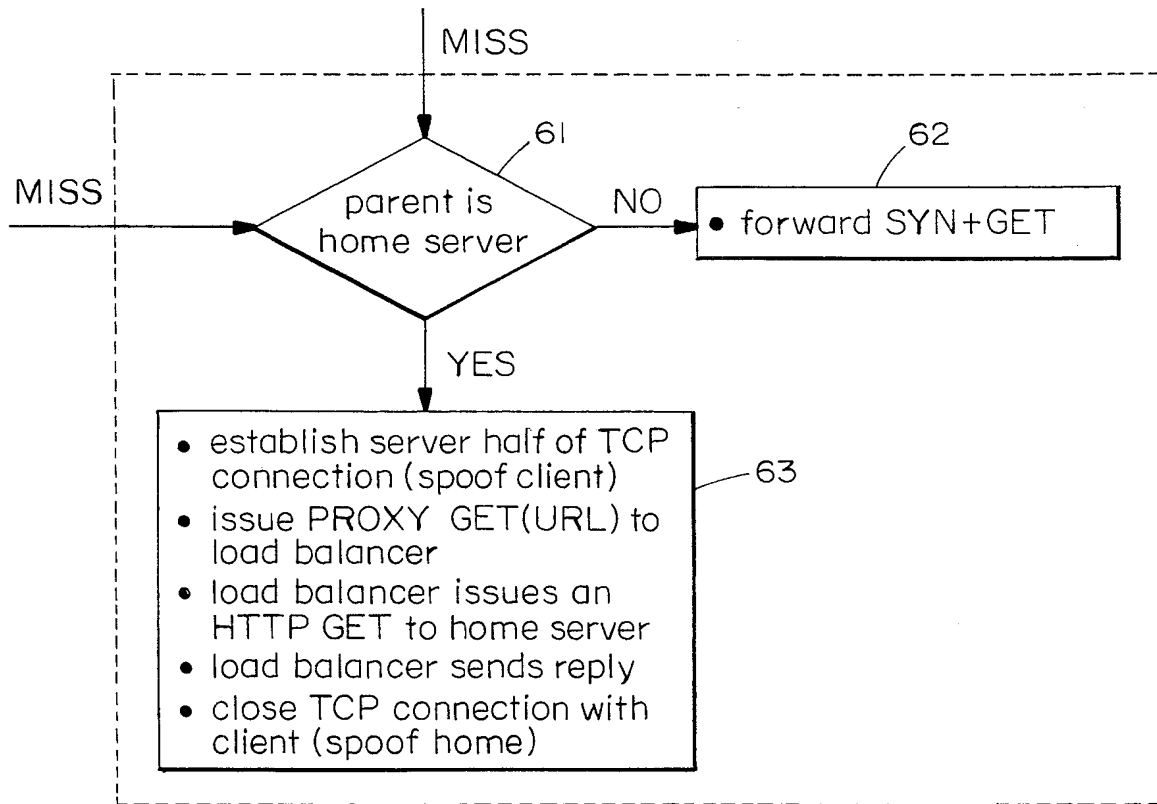 MISS
61
62
MISS
parent is
home server
NO
• forward SYN+GET
YES
• establish server half of TCP
connection (spoof client)
• issue PROXY GET(URL) to
load balancer
• load balancer issues an
HTTP GET to home server
• load balancer sends reply
• close TCP connection with
client (spoof home)
63